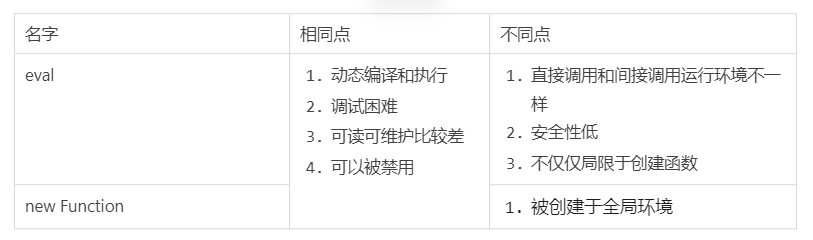 名字 相同点 不同点
eval
1. 动态编译和执行
2. 调试困难
3. 可读可维护比较差
4. 可以被禁用
1. 直接调用和间接调用运行环境不一
样
2. 安全性低
3. 不仅仅局限于创建函数
new Function
1. 被创建于全局环境